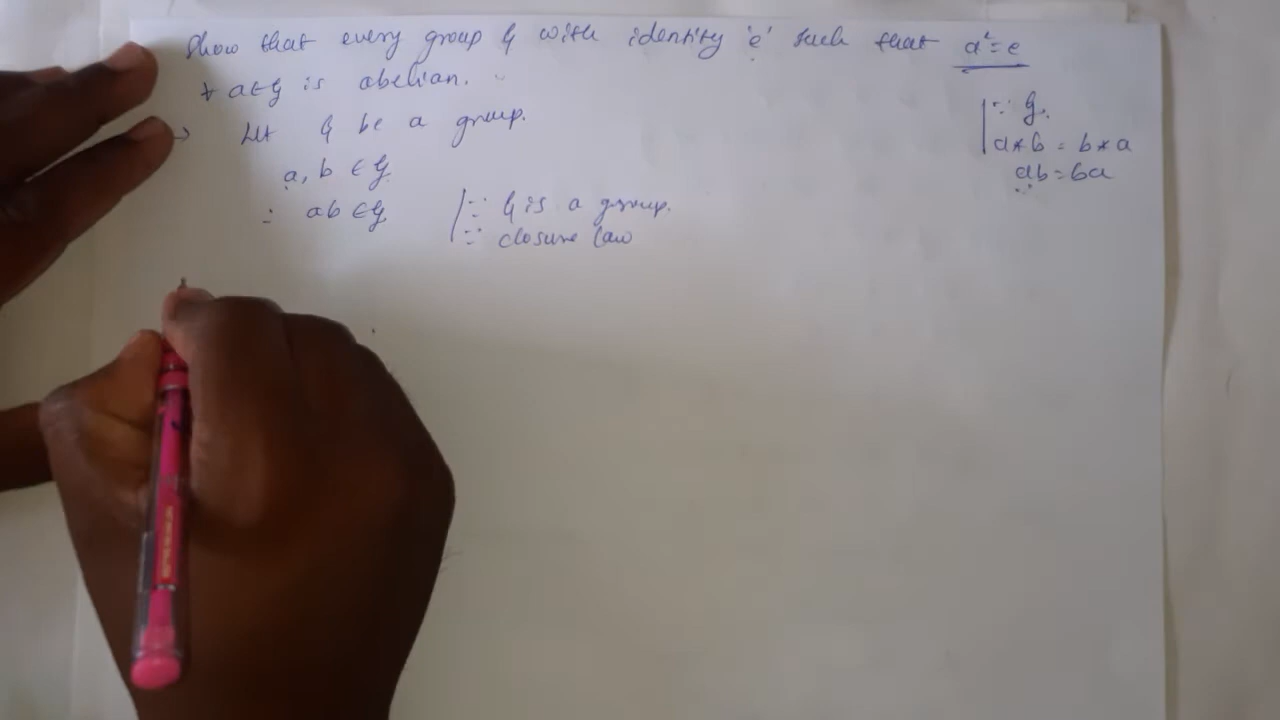 Show that every group G with identity 'e' such that a² = e
∀ a∈G is abelian.
→ Let G be a group.
a, b ∈ G
∴ ab ∈ G
∵ G is a group.
∵ closure law
∵ G.
a * b = b * a
ab = ba